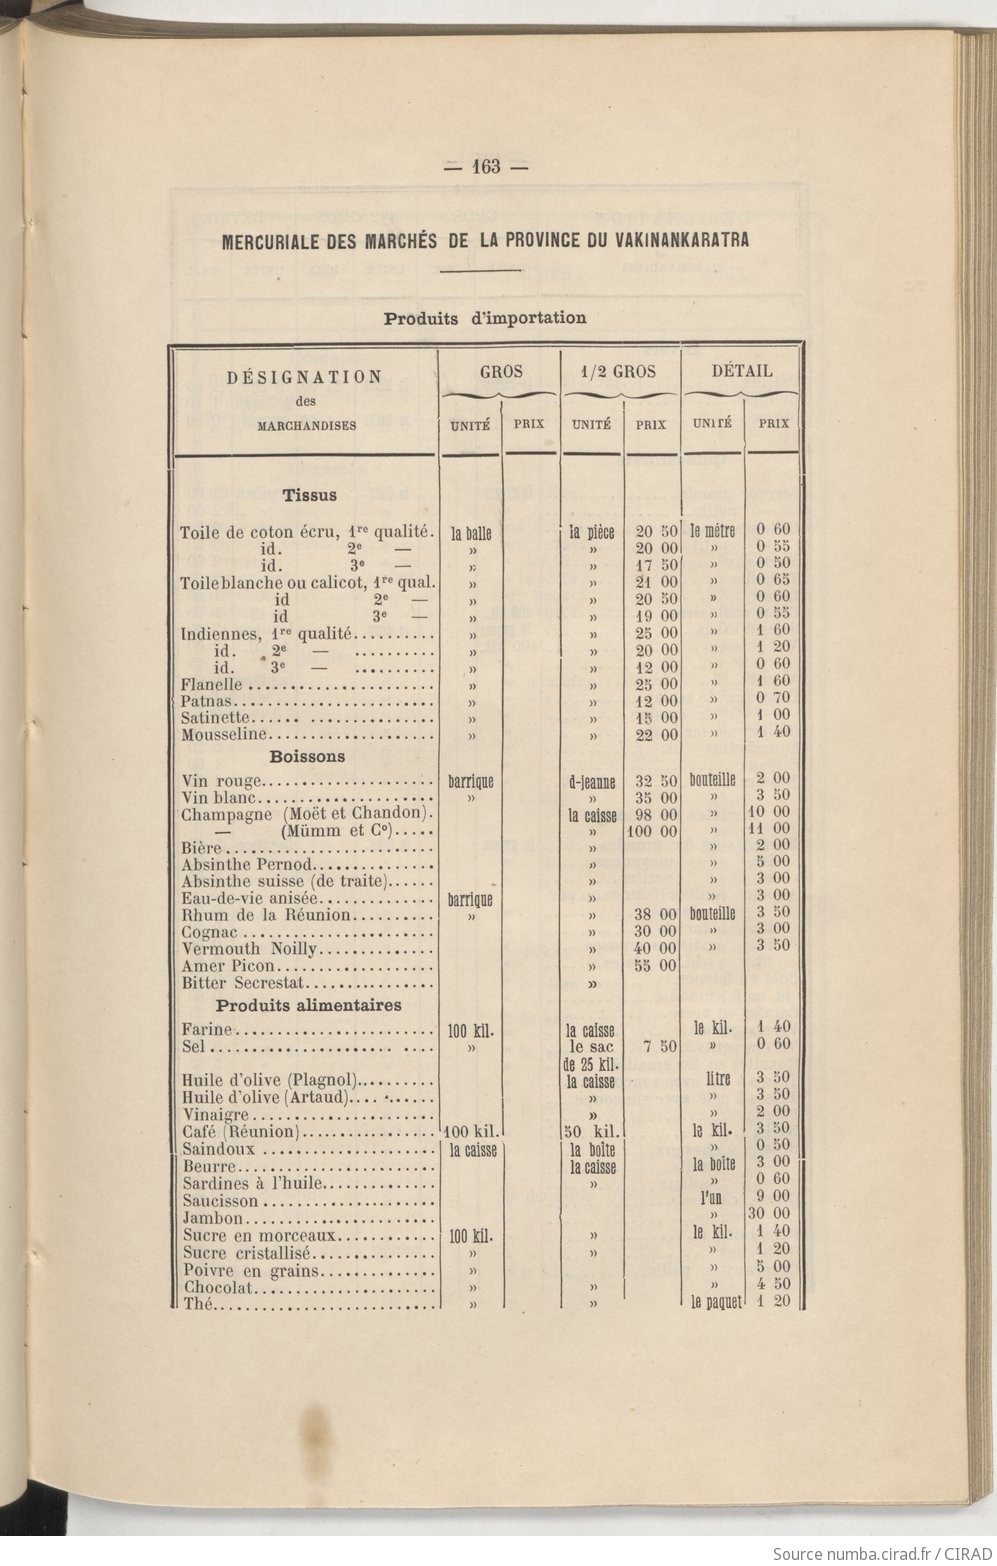 — 163 —
MERCURIALE DES MARCHÉS DE LA PROVINCE DU VAKINANKARATRA
Produits d'importation
DÉSIGNATION des MARCHANDISES GROS 1/2 GROS DÉTAIL
UNITÉ PRIX UNITÉ PRIX UNITÉ PRIX
Tissus
Toile de coton écru, 1re qualité. la balle la pièce 20 50 le métre 0 60
id. 2e — » » 20 00 » 0 55
id. 3e — » » 17 50 » 0 50
Toile blanche ou calicot, 1re qual. » » 21 00 » 0 65
id 2e — » » 20 50 » 0 60
id 3e — » » 19 00 » 0 55
Indiennes, 1re qualité.......... » » 25 00 » 1 60
id. 2e — .......... » » 20 00 » 1 20
id. 3e — .......... » » 12 00 » 0 60
Flanelle ...................... » » 25 00 » 1 60
Patnas........................ » » 12 00 » 0 70
Satinette...... ............... » » 15 00 » 1 00
Mousseline.................... » » 22 00 » 1 40
Boissons
Vin rouge..................... barrique d-jeanne 32 50 bouteille 2 00
Vin blanc..................... » » 35 00 » 3 50
Champagne (Moët et Chandon). la caisse 98 00 » 10 00
— (Mümm et Co)..... » 100 00 » 11 00
Bière ......................... » » 2 00
Absinthe Pernod............... » » 5 00
Absinthe suisse (de traite)...... » » 3 00
Eau-de-vie anisée.............. barrique » » 3 00
Rhum de la Réunion.......... » » 38 00 bouteille 3 50
Cognac ....................... » 30 00 » 3 00
Vermouth Noilly.............. » 40 00 » 3 50
Amer Picon................... » 55 00
Bitter Secrestat................ »
Produits alimentaires
Farine........................ 100 kil. la caisse le kil. 1 40
Sel...................... .... » le sac 7 50 » 0 60
de 25 kil.
Huile d'olive (Plagnol).......... la caisse litre 3 50
Huile d'olive (Artaud).......... » » 3 50
Vinaigre...................... » » 2 00
Café (Réunion)................ 100 kil. 50 kil. le kil. 3 50
Saindoux ..................... la caisse la boîte » 0 50
Beurre........................ la caisse la boîte 3 00
Sardines à l'huile.............. » » 0 60
Saucisson ..................... l'un 9 00
Jambon....................... » 30 00
Sucre en morceaux............ 100 kil. » le kil. 1 40
Sucre cristallisé............... » » » 1 20
Poivre en grains.............. » » 5 00
Chocolat...................... » » » 4 50
Thé.......................... » » le paquet 1 20
Source numba.cirad.fr / CIRAD